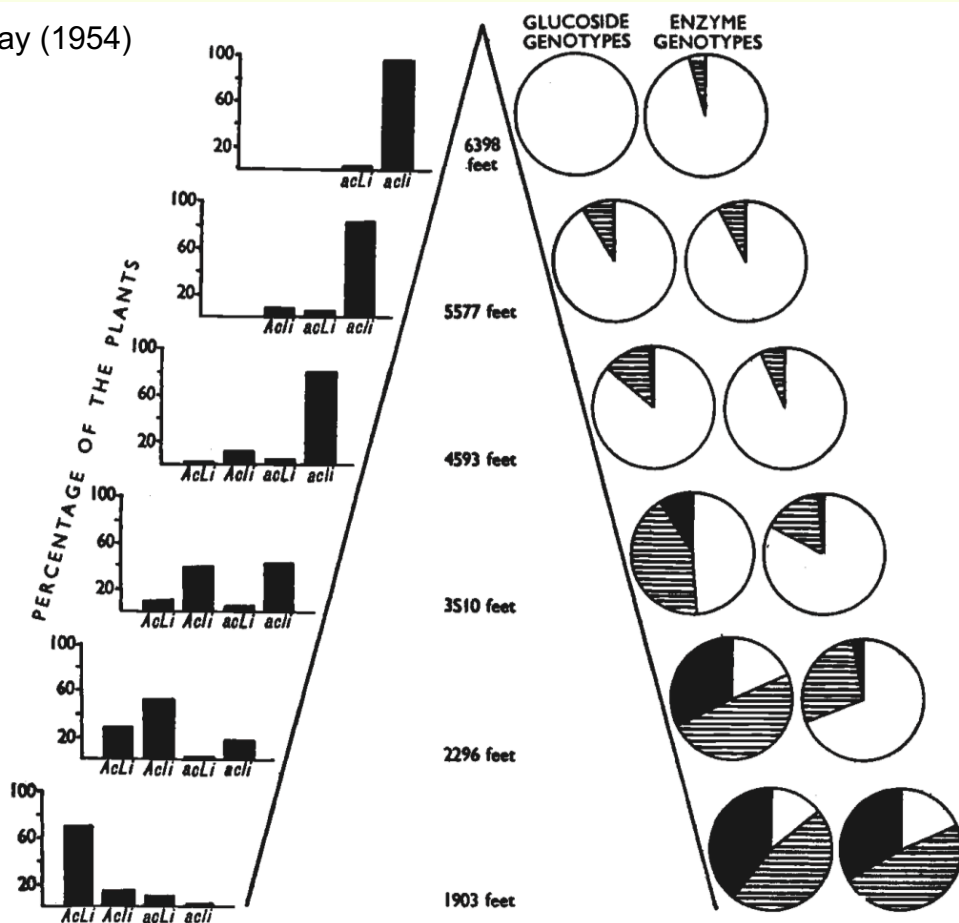 ay (1954)
GLUCOSIDE GENOTYPES
ENZYME GENOTYPES
PERCENTAGE OF THE PLANTS
100
60
20
acLi acli
6398 feet
100
60
20
Acli acLi acli
5577 feet
100
60
20
AcLi Acli acLi acli
4593 feet
100
60
20
AcLi Acli acLi acli
3510 feet
100
60
20
AcLi Acli acLi acli
2296 feet
100
60
20
AcLi Acli acLi acli
1903 feet